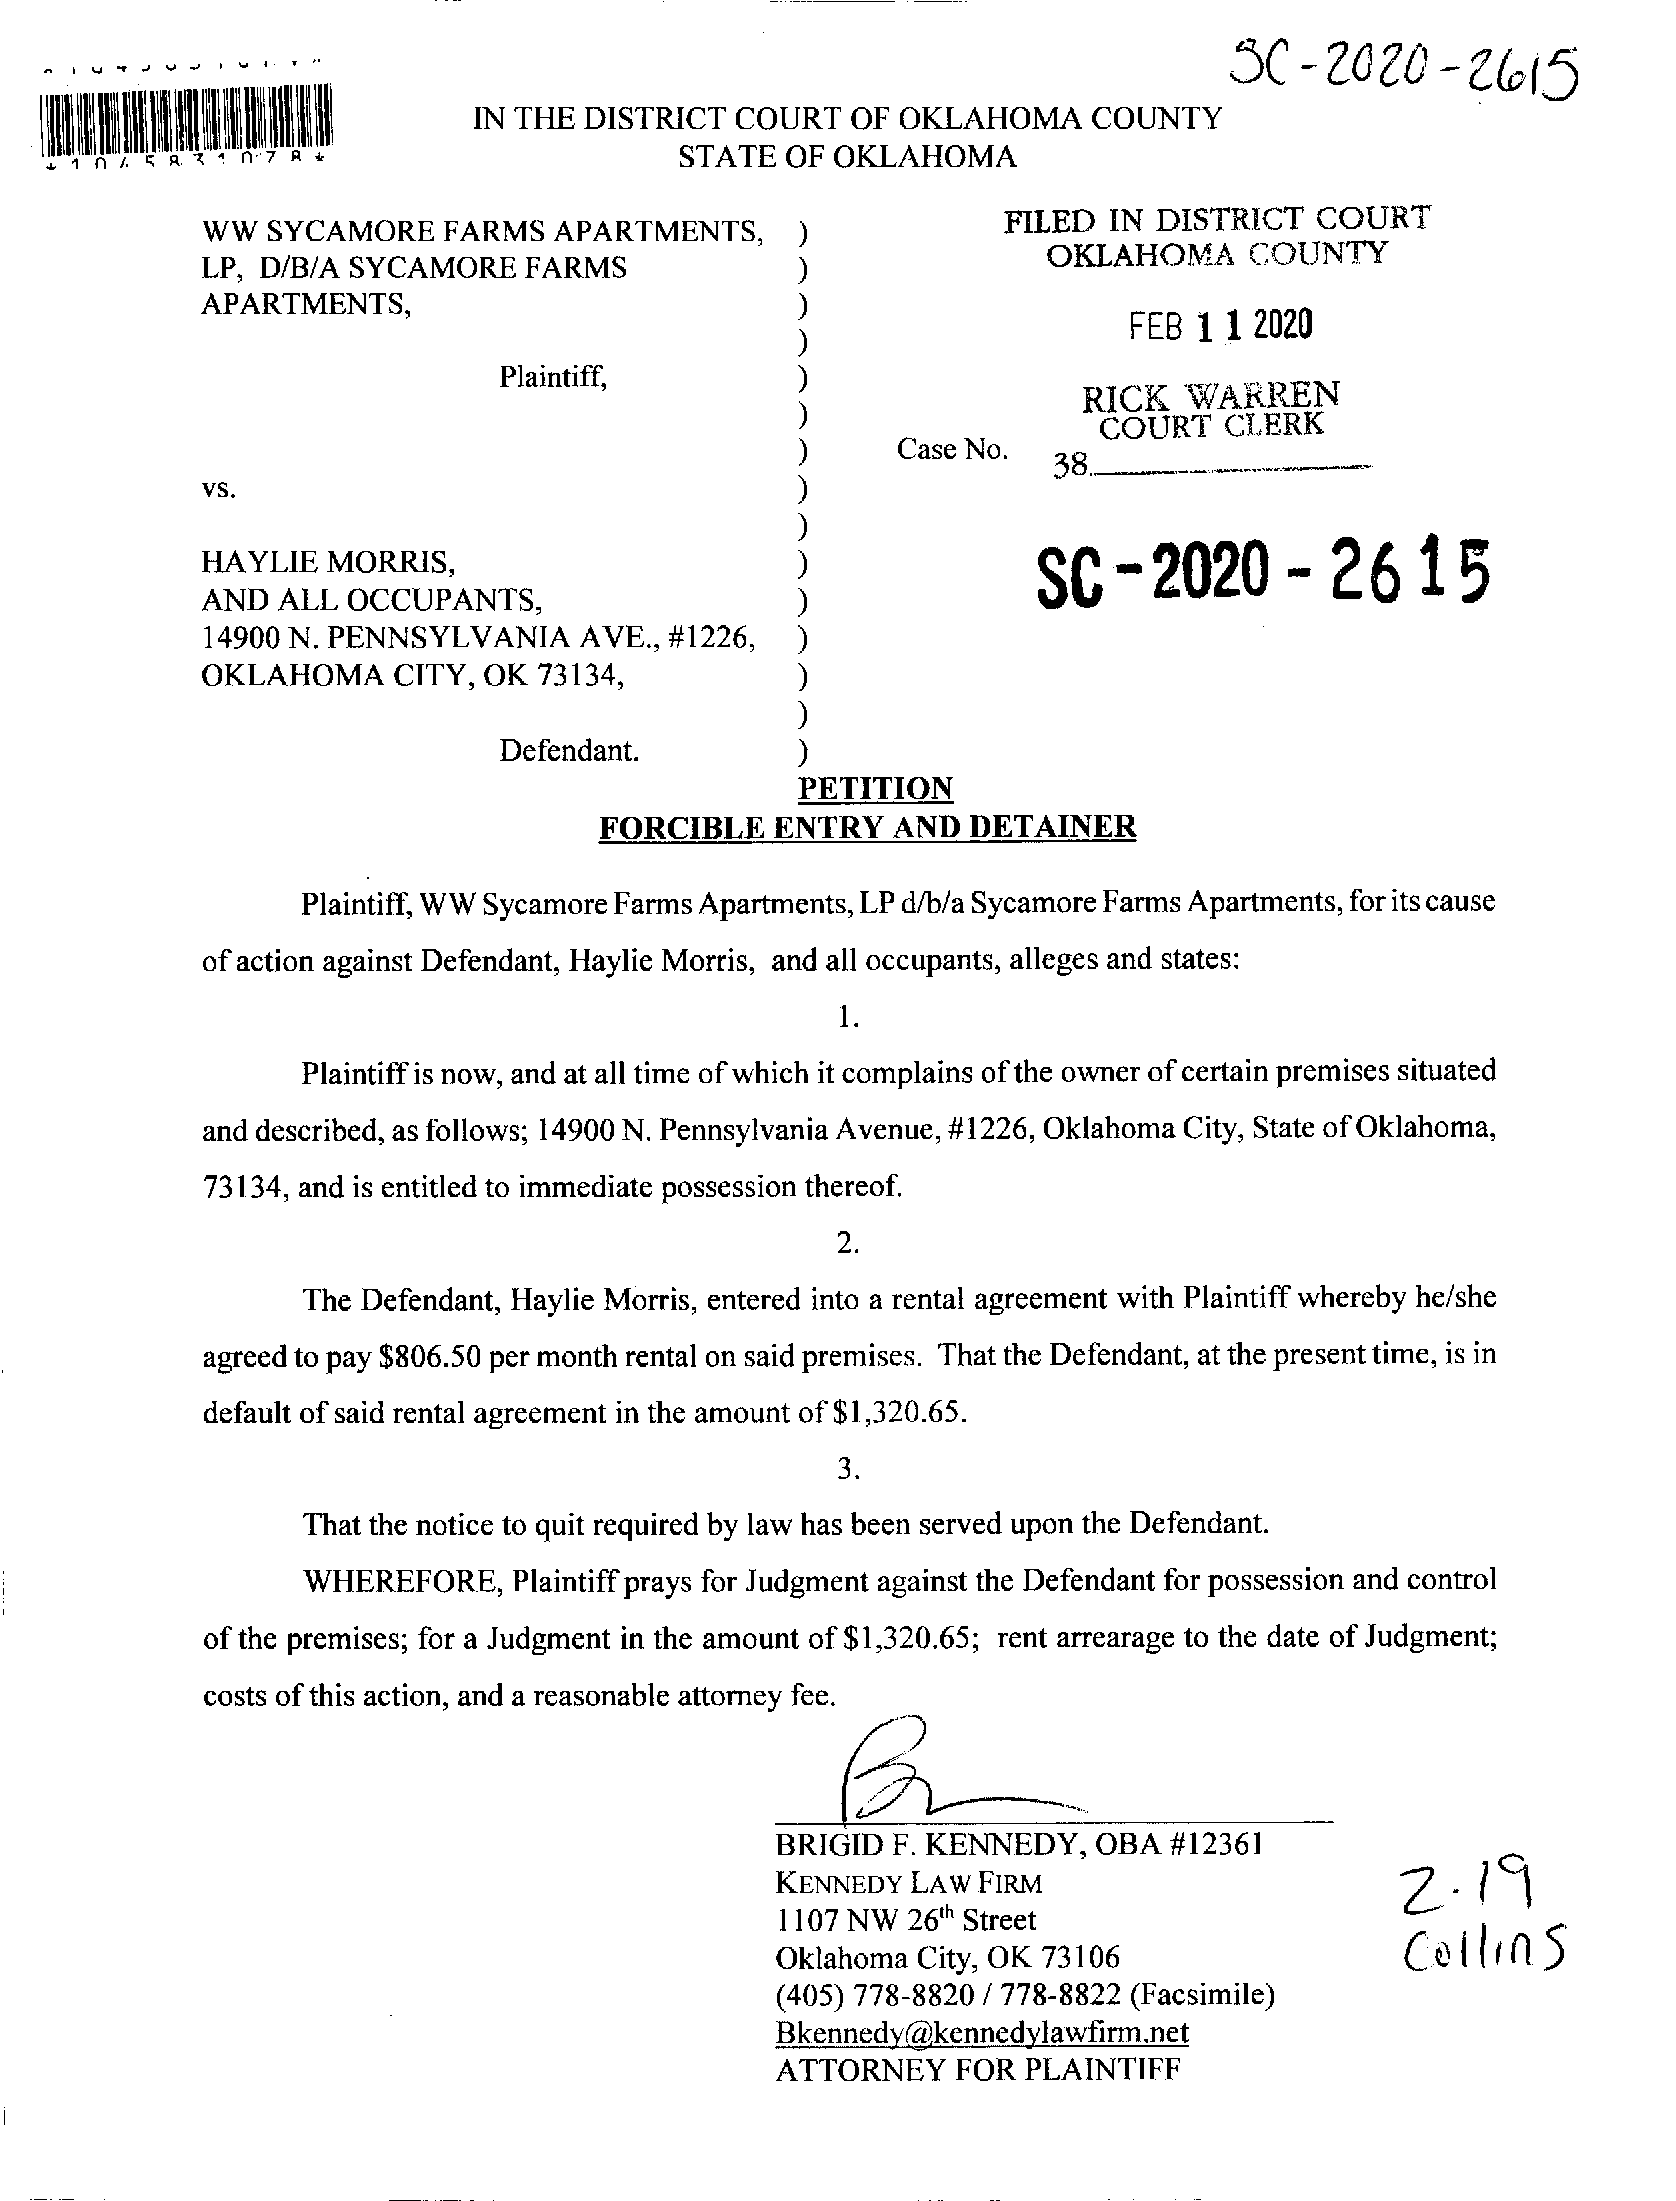 SC-2020-2615
IN THE DISTRICT COURT OF OKLAHOMA COUNTY
STATE OF OKLAHOMA
WW SYCAMORE FARMS APARTMENTS, )
LP, D/B/A SYCAMORE FARMS )
APARTMENTS, )
)
Plaintiff, )
)
)
vs. )
)
HAYLIE MORRIS, )
AND ALL OCCUPANTS, )
14900 N. PENNSYLVANIA AVE., #1226, )
OKLAHOMA CITY, OK 73134, )
)
Defendant. )
FILED IN DISTRICT COURT
OKLAHOMA COUNTY
FEB 11 2020
RICK WARREN
COURT CLERK
Case No.
38.
SC-2020-2615
PETITION
FORCIBLE ENTRY AND DETAINER
Plaintiff, WW Sycamore Farms Apartments, LP d/b/a Sycamore Farms Apartments, for its cause
of action against Defendant, Haylie Morris, and all occupants, alleges and states:
1.
Plaintiff is now, and at all time of which it complains of the owner of certain premises situated
and described, as follows; 14900 N. Pennsylvania Avenue, #1226, Oklahoma City, State of Oklahoma,
73134, and is entitled to immediate possession thereof.
2.
The Defendant, Haylie Morris, entered into a rental agreement with Plaintiff whereby he/she
agreed to pay $806.50 per month rental on said premises. That the Defendant, at the present time, is in
default of said rental agreement in the amount of $1,320.65.
3.
That the notice to quit required by law has been served upon the Defendant.
WHEREFORE, Plaintiff prays for Judgment against the Defendant for possession and control
of the premises; for a Judgment in the amount of $1,320.65; rent arrearage to the date of Judgment;
costs of this action, and a reasonable attorney fee.
BRIGID F. KENNEDY, OBA #12361
KENNEDY LAW FIRM
1107 NW 26th Street
Oklahoma City, OK 73106
(405) 778-8820 / 778-8822 (Facsimile)
Bkennedy@kennedylawfirm.net
ATTORNEY FOR PLAINTIFF
2.19
Collins